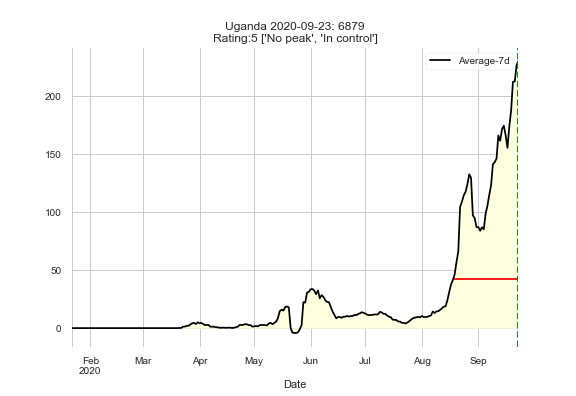 Uganda 2020-09-23: 6879
Rating:5 ['No peak', 'In control']
Average-7d
200
150
100
50
0
Feb Mar Apr May Jun Jul Aug Sep
2020
Date